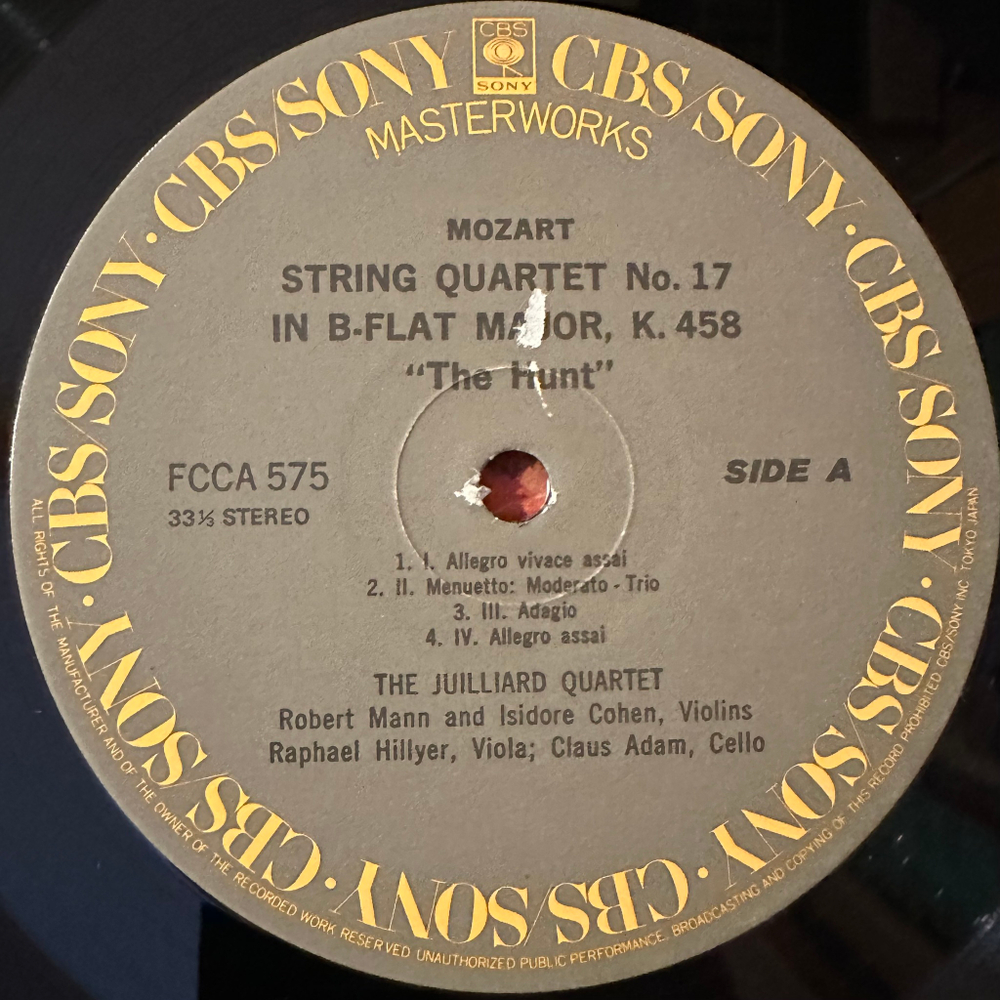 CBS
SONY
CBS/SONY · CBS/SONY · CBS/SONY · CBS/SONY · CBS/SONY · CBS/SONY · CBS/SONY · CBS/SONY · CBS/SONY · CBS/SONY
MASTERWORKS
MOZART
STRING QUARTET No. 17
IN B-FLAT MAJOR, K. 458
“The Hunt”
FCCA 575
SIDE A
33⅓ STEREO
1. I. Allegro vivace assai
2. II. Menuetto: Moderato - Trio
3. III. Adagio
4. IV. Allegro assai
THE JUILLIARD QUARTET
Robert Mann and Isidore Cohen, Violins
Raphael Hillyer, Viola; Claus Adam, Cello
ALL RIGHTS OF THE MANUFACTURER AND OF THE OWNER OF THE RECORDED WORK RESERVED UNAUTHORIZED PUBLIC PERFORMANCE. BROADCASTING AND COPYING OF THIS RECORD PROHIBITED CBS/SONY INC. TOKYO JAPAN